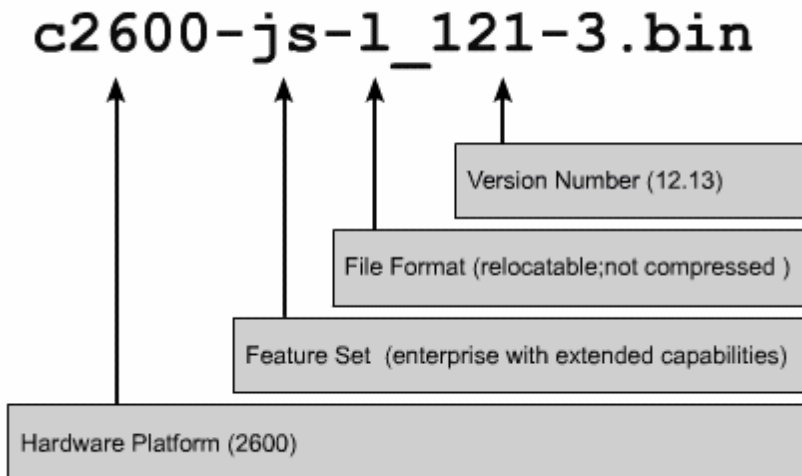 c2600-js-l_121-3.bin
Version Number (12.13)
File Format (relocatable;not compressed )
Feature Set (enterprise with extended capabilities)
Hardware Platform (2600)